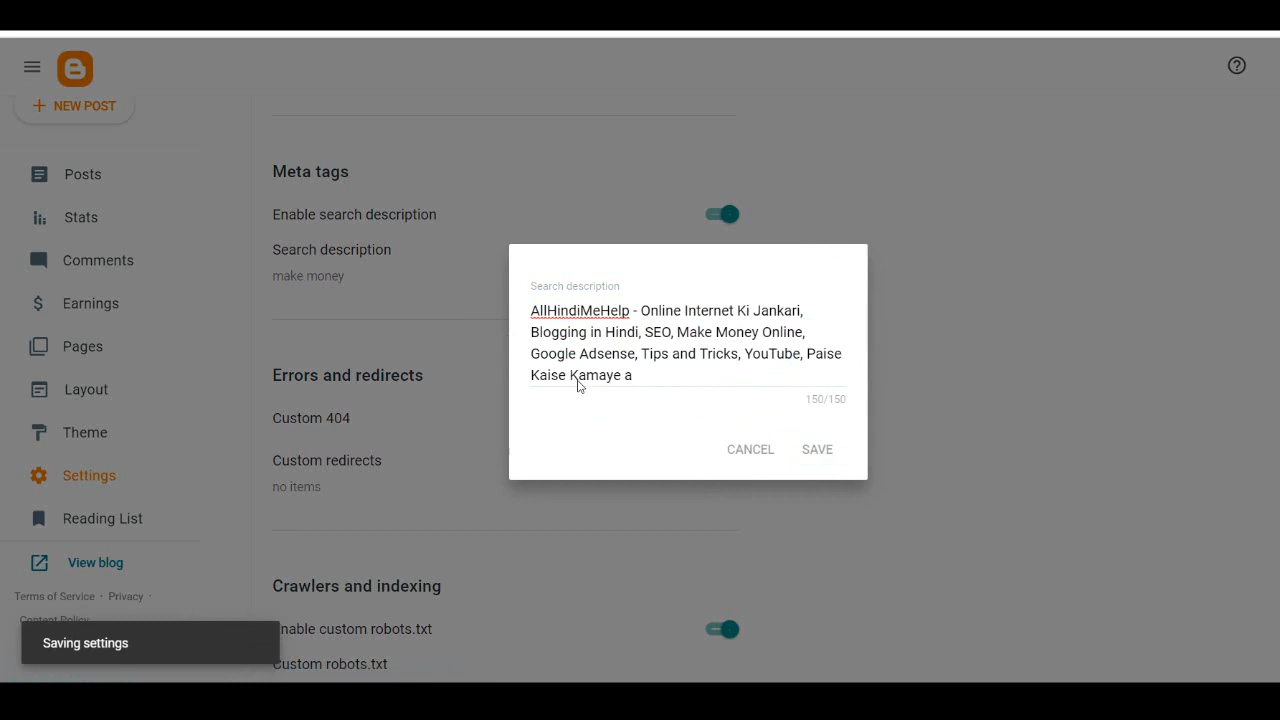 NEW POST
Posts
Stats
Comments
Earnings
Pages
Layout
Theme
Settings
Reading List
View blog
Terms of Service · Privacy ·
Content Policy
Saving settings
Meta tags
Enable search description
Search description
make money
Errors and redirects
Custom 404
Custom redirects
no items
Crawlers and indexing
nable custom robots.txt
Custom robots.txt
Search description
AllHindiMeHelp - Online Internet Ki Jankari,
Blogging in Hindi, SEO, Make Money Online,
Google Adsense, Tips and Tricks, YouTube, Paise
Kaise Kamaye a
150/150
CANCEL SAVE